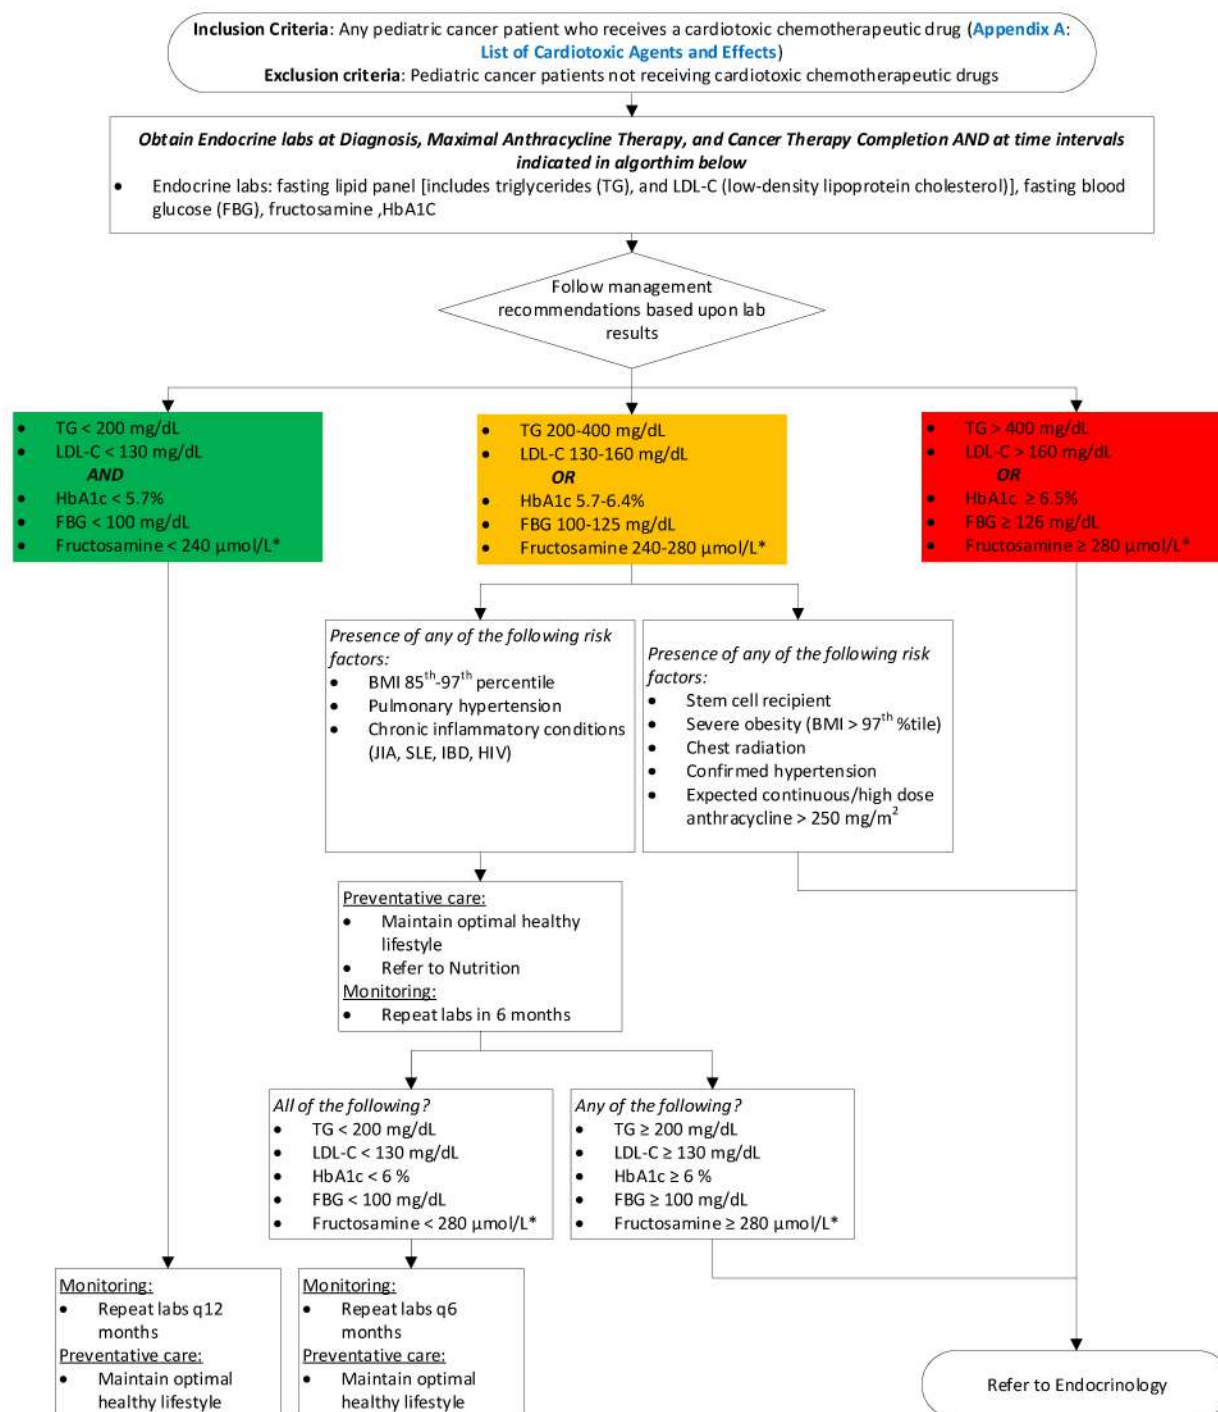 Inclusion Criteria: Any pediatric cancer patient who receives a cardiotoxic chemotherapeutic drug (Appendix A:
List of Cardiotoxic Agents and Effects)
Exclusion criteria: Pediatric cancer patients not receiving cardiotoxic chemotherapeutic drugs
Obtain Endocrine labs at Diagnosis, Maximal Anthracycline Therapy, and Cancer Therapy Completion AND at time intervals
indicated in algorthim below
• Endocrine labs: fasting lipid panel [includes triglycerides (TG), and LDL-C (low-density lipoprotein cholesterol)], fasting blood
glucose (FBG), fructosamine ,HbA1C
Follow management
recommendations based upon lab
results
• TG < 200 mg/dL
• LDL-C < 130 mg/dL
AND
• HbA1c < 5.7%
• FBG < 100 mg/dL
• Fructosamine < 240 µmol/L*
• TG 200-400 mg/dL
• LDL-C 130-160 mg/dL
OR
• HbA1c 5.7-6.4%
• FBG 100-125 mg/dL
• Fructosamine 240-280 µmol/L*
• TG > 400 mg/dL
• LDL-C > 160 mg/dL
OR
• HbA1c ≥ 6.5%
• FBG ≥ 126 mg/dL
• Fructosamine ≥ 280 µmol/L*
Presence of any of the following risk
factors:
• BMI 85th-97th percentile
• Pulmonary hypertension
• Chronic inflammatory conditions
(JIA, SLE, IBD, HIV)
Presence of any of the following risk
factors:
• Stem cell recipient
• Severe obesity (BMI > 97th %tile)
• Chest radiation
• Confirmed hypertension
• Expected continuous/high dose
anthracycline > 250 mg/m²
Preventative care:
• Maintain optimal healthy
lifestyle
• Refer to Nutrition
Monitoring:
• Repeat labs in 6 months
All of the following?
• TG < 200 mg/dL
• LDL-C < 130 mg/dL
• HbA1c < 6 %
• FBG < 100 mg/dL
• Fructosamine < 280 µmol/L*
Any of the following?
• TG ≥ 200 mg/dL
• LDL-C ≥ 130 mg/dL
• HbA1c ≥ 6 %
• FBG ≥ 100 mg/dL
• Fructosamine ≥ 280 µmol/L*
Monitoring:
• Repeat labs q12
months
Preventative care:
• Maintain optimal
healthy lifestyle
Monitoring:
• Repeat labs q6
months
Preventative care:
• Maintain optimal
healthy lifestyle
Refer to Endocrinology